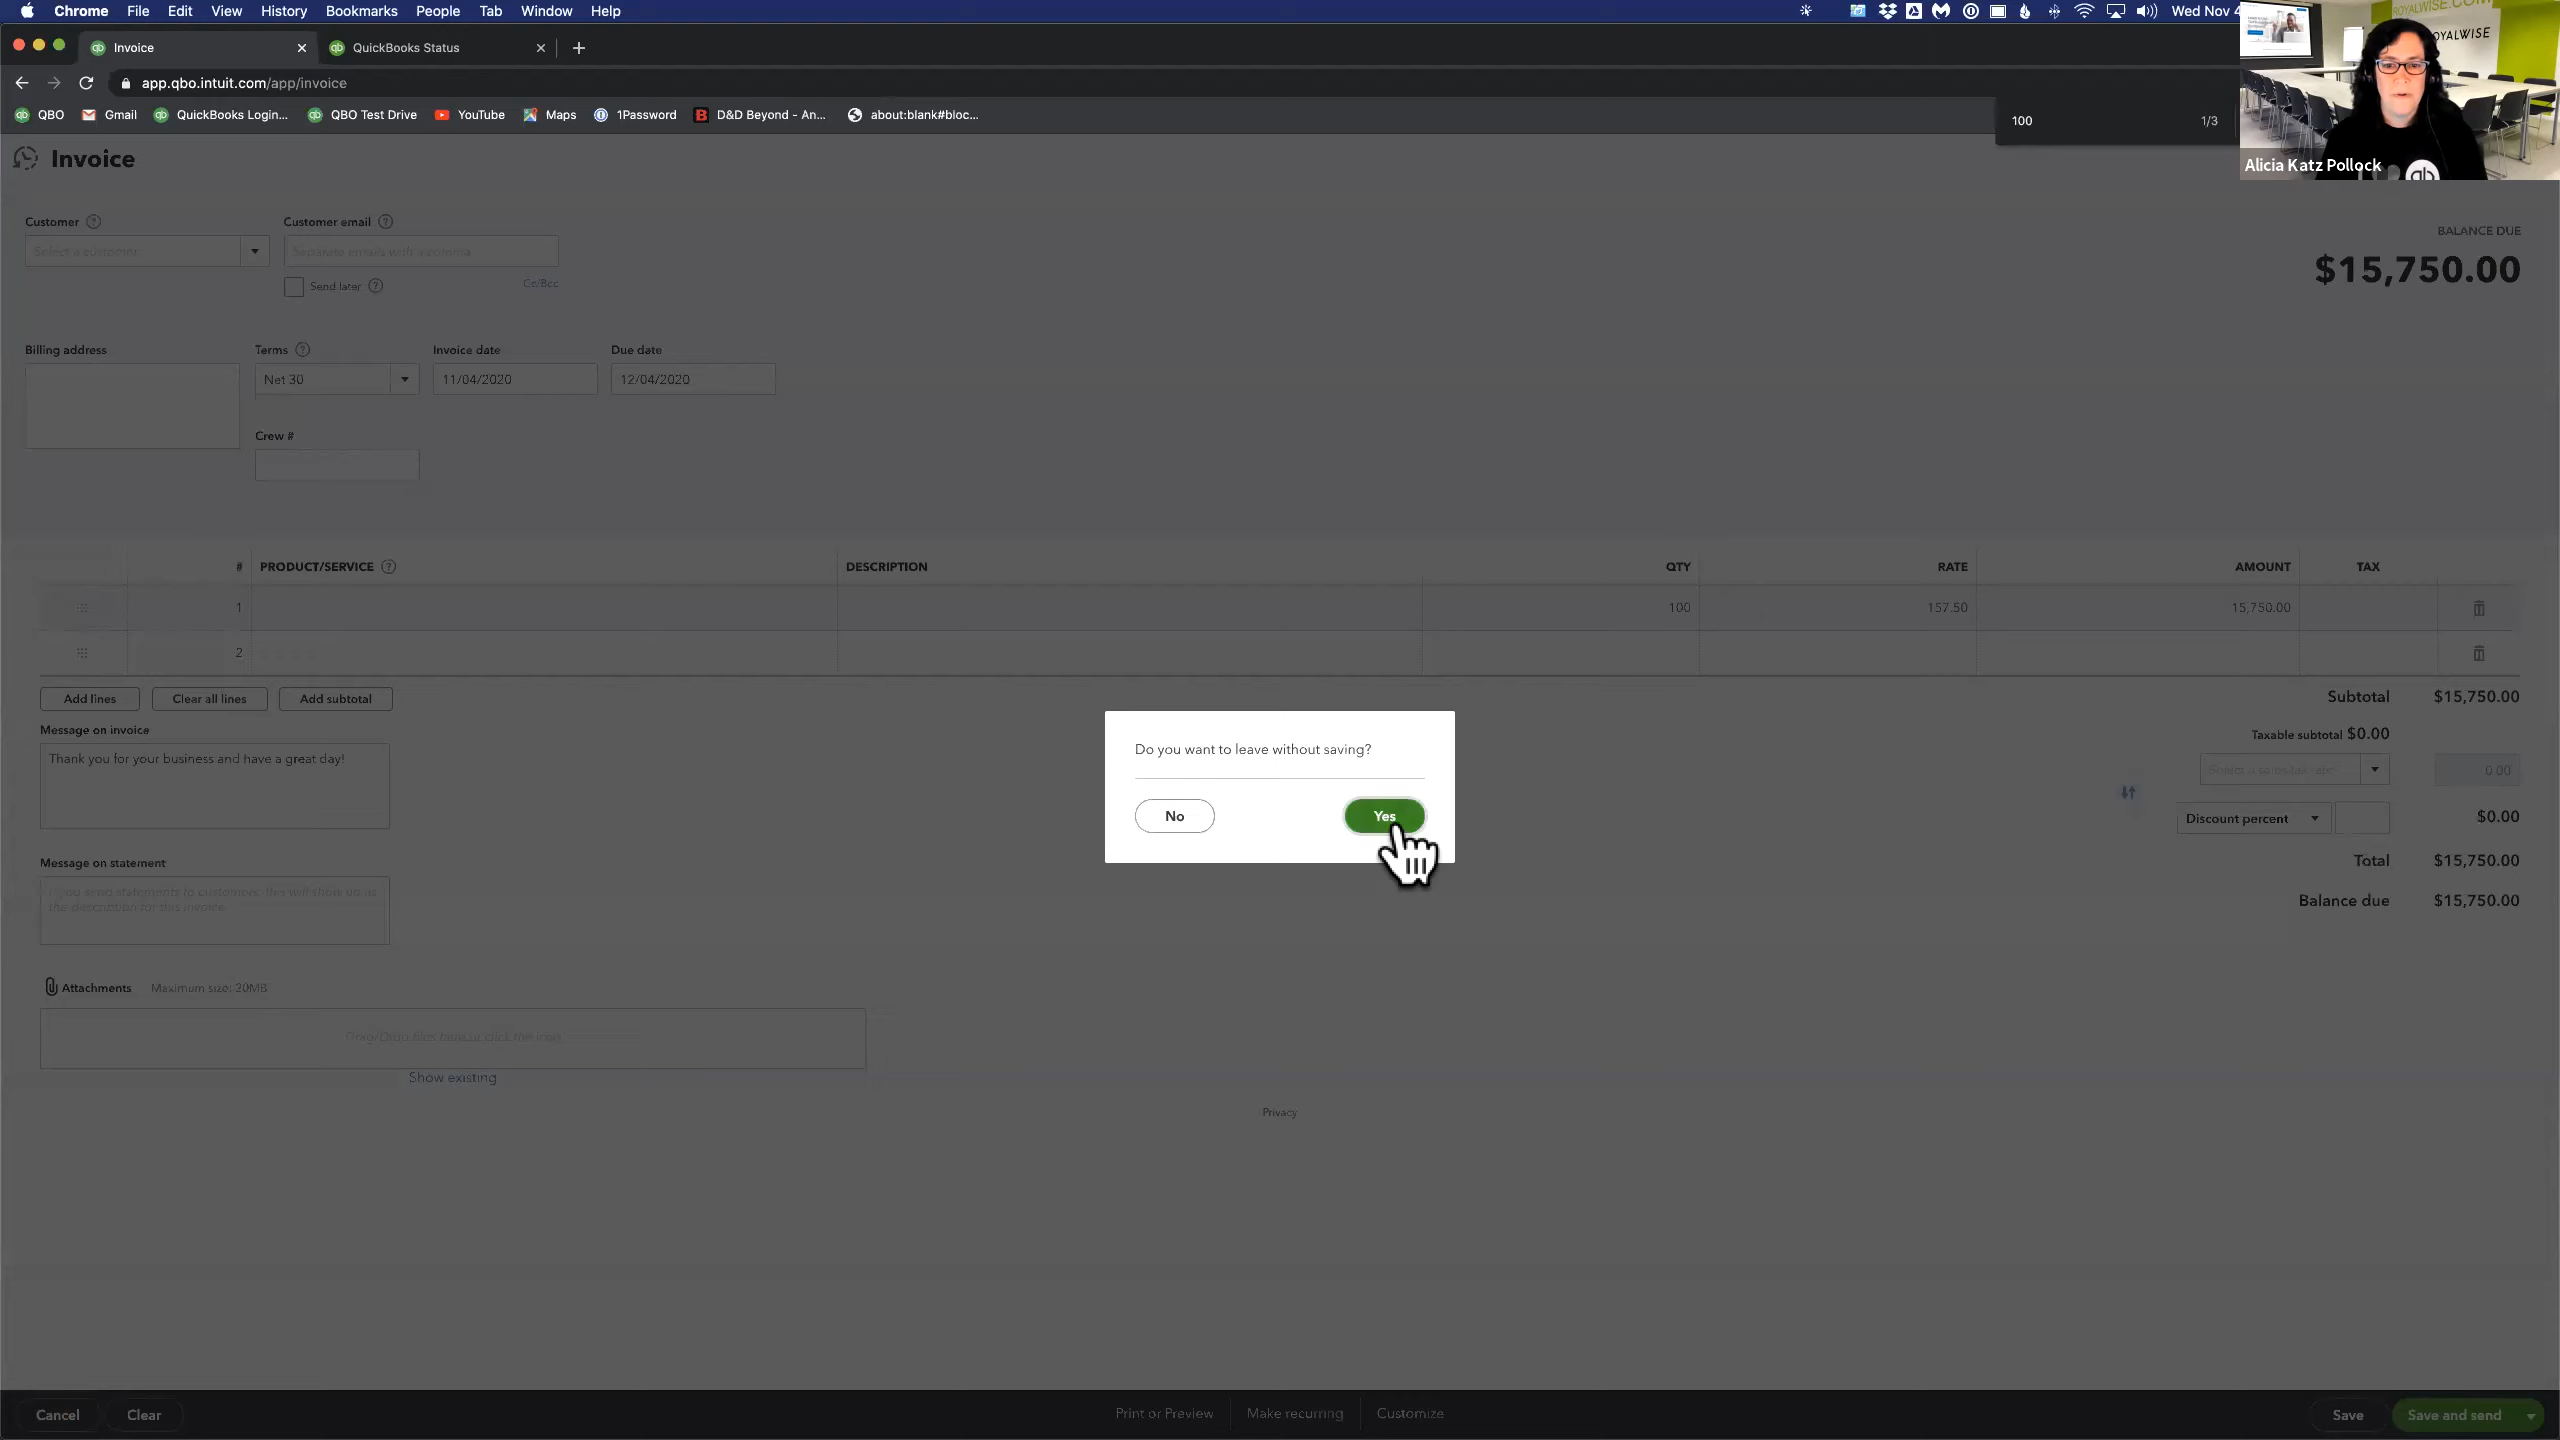 Chrome File Edit View History Bookmarks People Tab Window Help Wed Nov 4
Invoice QuickBooks Status
app.qbo.intuit.com/app/invoice
QBO Gmail QuickBooks Login... QBO Test Drive YouTube Maps 1Password D&D Beyond - An... about:blank#bloc...
100 1/3
ROYALWISE.COM
ROYALWISE
Alicia Katz Pollock
Invoice
Customer Customer email
Select a customer Separate emails with a comma
Send later Cc/Bcc
BALANCE DUE
$15,750.00
Billing address Terms Invoice date Due date
Net 30 11/04/2020 12/04/2020
Crew #
# PRODUCT/SERVICE DESCRIPTION QTY RATE AMOUNT TAX
1 100 157.50 15,750.00
2
Add lines Clear all lines Add subtotal
Subtotal $15,750.00
Message on invoice
Thank you for your business and have a great day!
Taxable subtotal $0.00
Select a sales tax rate 0.00
Discount percent $0.00
Total $15,750.00
Balance due $15,750.00
Do you want to leave without saving?
No Yes
Message on statement
If you send statements to customers, this will show up as
the description for this invoice.
Attachments Maximum size: 20MB
Drag/Drop files here or click the icon
Show existing
Privacy
Cancel Clear Print or Preview Make recurring Customize Save Save and send